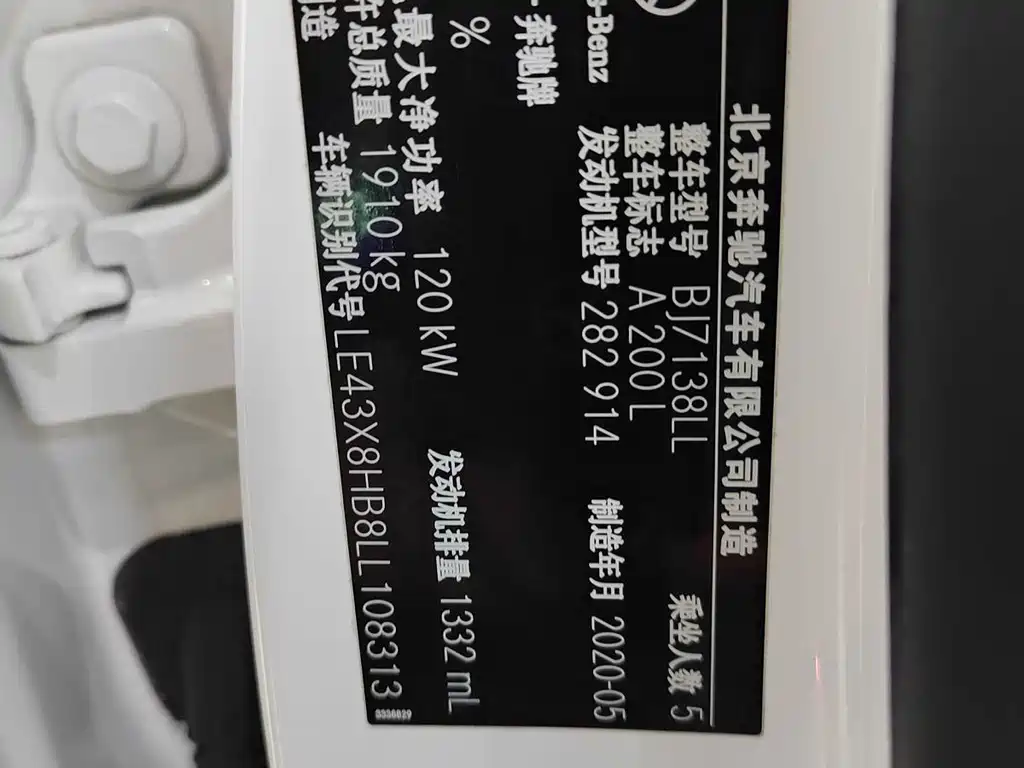 北京奔驰汽车有限公司制造
整车型号 BJ7138LL 乘坐人数 5
整车标志 A 200 L
发动机型号 282 914 制造年月 2020-05
-Benz
奔驰牌
%
最大净功率 120 kW 发动机排量 1332 mL
车总质量 1910 kg
造 车辆识别代号 LE43X8HB8LL108313